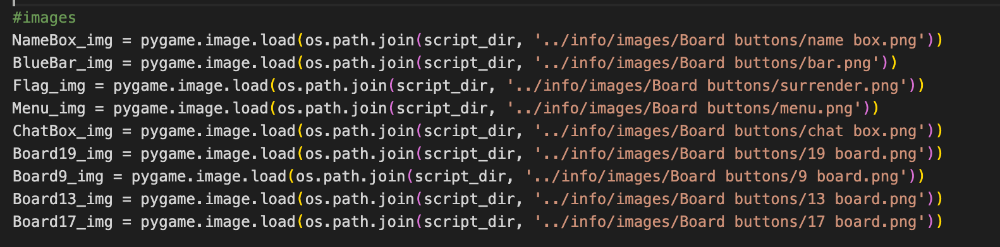 #images
NameBox_img = pygame.image.load(os.path.join(script_dir, '../info/images/Board buttons/name box.png'))
BlueBar_img = pygame.image.load(os.path.join(script_dir, '../info/images/Board buttons/bar.png'))
Flag_img = pygame.image.load(os.path.join(script_dir, '../info/images/Board buttons/surrender.png'))
Menu_img = pygame.image.load(os.path.join(script_dir, '../info/images/Board buttons/menu.png'))
ChatBox_img = pygame.image.load(os.path.join(script_dir, '../info/images/Board buttons/chat box.png'))
Board19_img = pygame.image.load(os.path.join(script_dir, '../info/images/Board buttons/19 board.png'))
Board9_img = pygame.image.load(os.path.join(script_dir, '../info/images/Board buttons/9 board.png'))
Board13_img = pygame.image.load(os.path.join(script_dir, '../info/images/Board buttons/13 board.png'))
Board17_img = pygame.image.load(os.path.join(script_dir, '../info/images/Board buttons/17 board.png'))